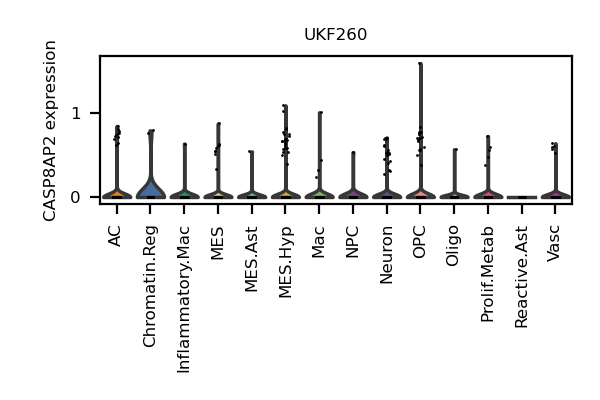 UKF260
CASP8AP2 expression
1
0
AC
Chromatin.Reg
Inflammatory.Mac
MES
MES.Ast
MES.Hyp
Mac
NPC
Neuron
OPC
Oligo
Prolif.Metab
Reactive.Ast
Vasc